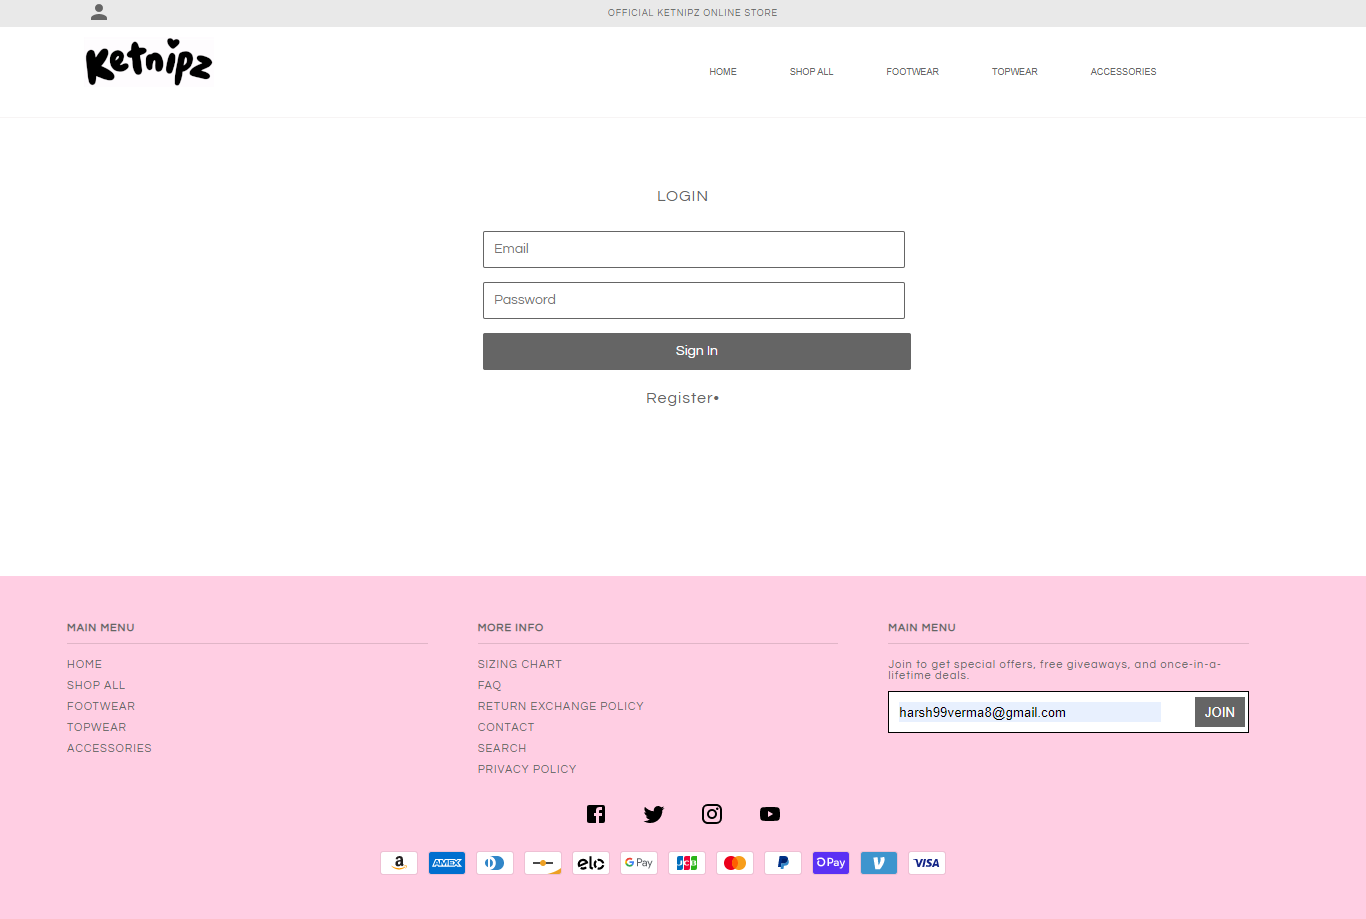 OFFICIAL KETNIPZ ONLINE STORE
Ketnipz
HOME SHOP ALL FOOTWEAR TOPWEAR ACCESSORIES
LOGIN
Email
Password
Sign In
Register•
MAIN MENU
HOME
SHOP ALL
FOOTWEAR
TOPWEAR
ACCESSORIES
MORE INFO
SIZING CHART
FAQ
RETURN EXCHANGE POLICY
CONTACT
SEARCH
PRIVACY POLICY
MAIN MENU
Join to get special offers, free giveaways, and once-in-a-
lifetime deals.
harsh99verma8@gmail.com JOIN
a AMEX elo G Pay JCB P Pay V VISA